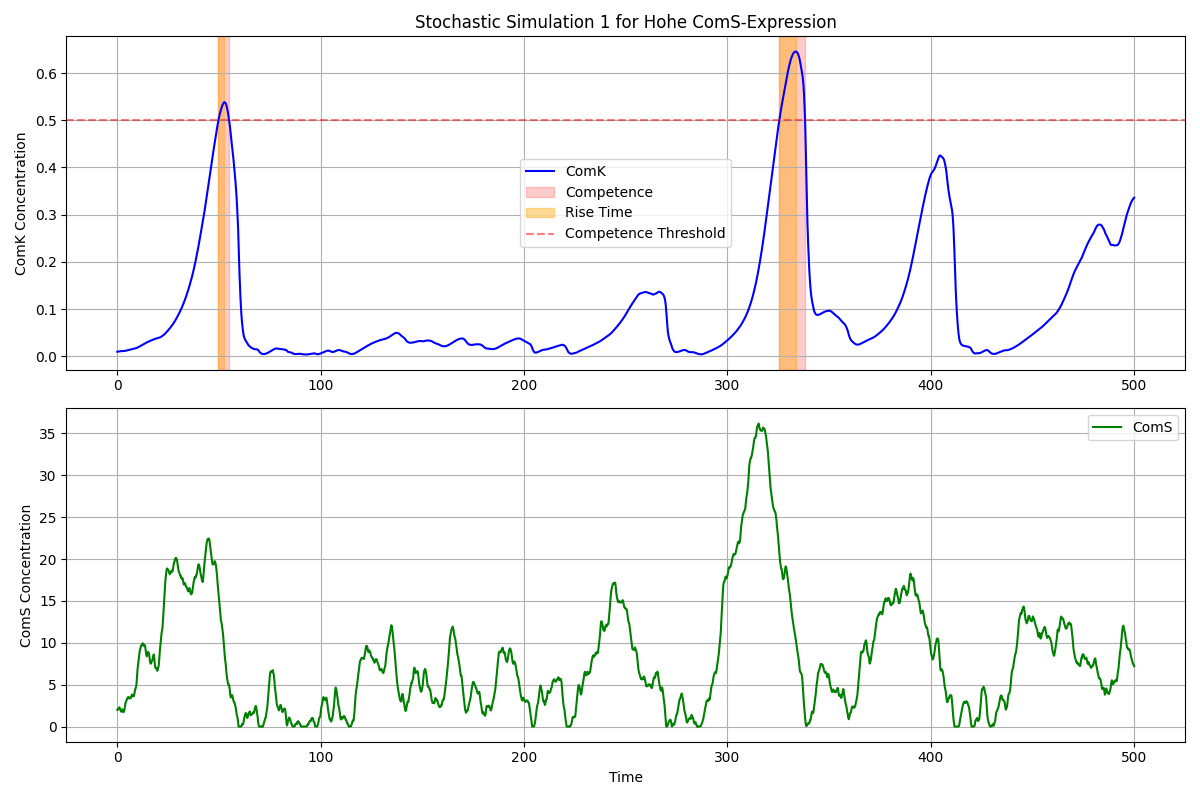 Stochastic Simulation 1 for Hohe ComS-Expression
ComK Concentration
0.6
0.5
0.4
0.3
0.2
0.1
0.0
ComK
Competence
Rise Time
Competence Threshold
0 100 200 300 400 500
ComS Concentration
35
30
25
20
15
10
5
0
ComS
0 100 200 300 400 500
Time